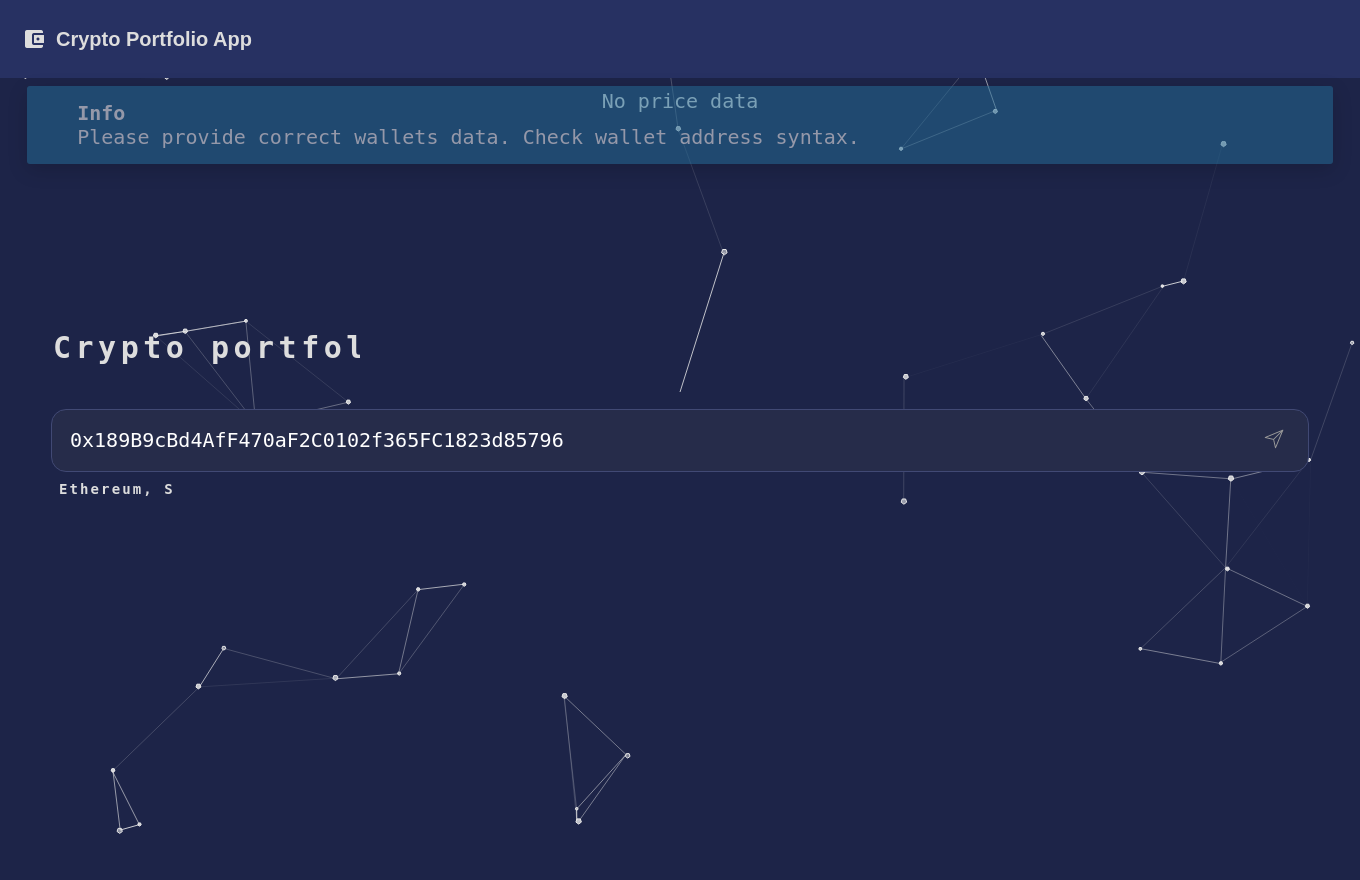 Crypto Portfolio App
No price data
Info
Please provide correct wallets data. Check wallet address syntax.
Crypto portfol
0x189B9cBd4AfF470aF2C0102f365FC1823d85796
Ethereum, S